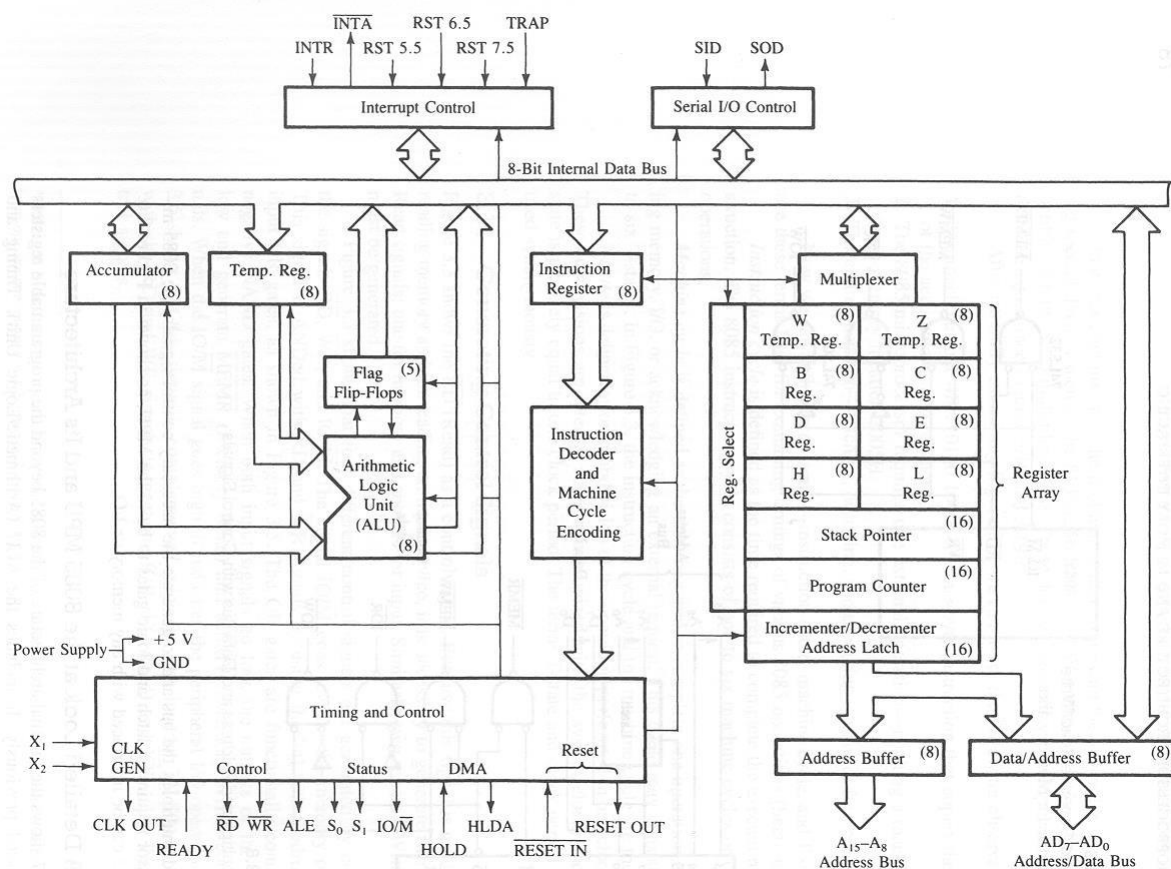 INTA
RST 6.5
TRAP
INTR
RST 5.5
RST 7.5
SID
SOD
Interrupt Control
Serial I/O Control
8-Bit Internal Data Bus
Accumulator
(8)
Temp. Reg.
(8)
Instruction
Register
(8)
Multiplexer
(5)
Flag
Flip-Flops
Arithmetic
Logic
Unit
(ALU)
(8)
Instruction
Decoder
and
Machine
Cycle
Encoding
Reg. Select
W (8)
Temp. Reg.
Z (8)
Temp. Reg.
B (8)
Reg.
C (8)
Reg.
D (8)
Reg.
E (8)
Reg.
H (8)
Reg.
L (8)
Reg.
(16)
Stack Pointer
(16)
Program Counter
Incrementer/Decrementer
Address Latch
(16)
Register
Array
Power Supply
+5 V
GND
Timing and Control
X1
X2
CLK
GEN
Control
Status
DMA
Reset
CLK OUT
READY
RD
WR
ALE
S0
S1
IO/M
HOLD
HLDA
RESET IN
RESET OUT
Address Buffer (8)
Data/Address Buffer (8)
A15–A8
Address Bus
AD7–AD0
Address/Data Bus